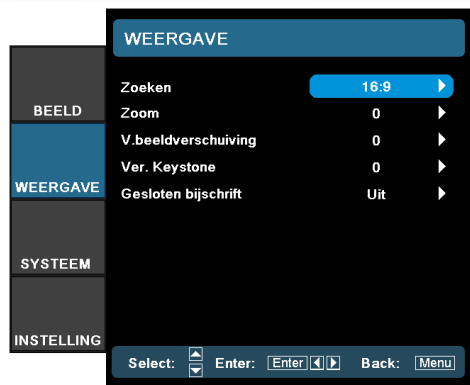 WEERGAVE
BEELD
WEERGAVE
SYSTEEM
INSTELLING
Zoeken 16:9
Zoom 0
V.beeldverschuiving 0
Ver. Keystone 0
Gesloten bijschrift Uit
Select: Enter: Enter Back: Menu